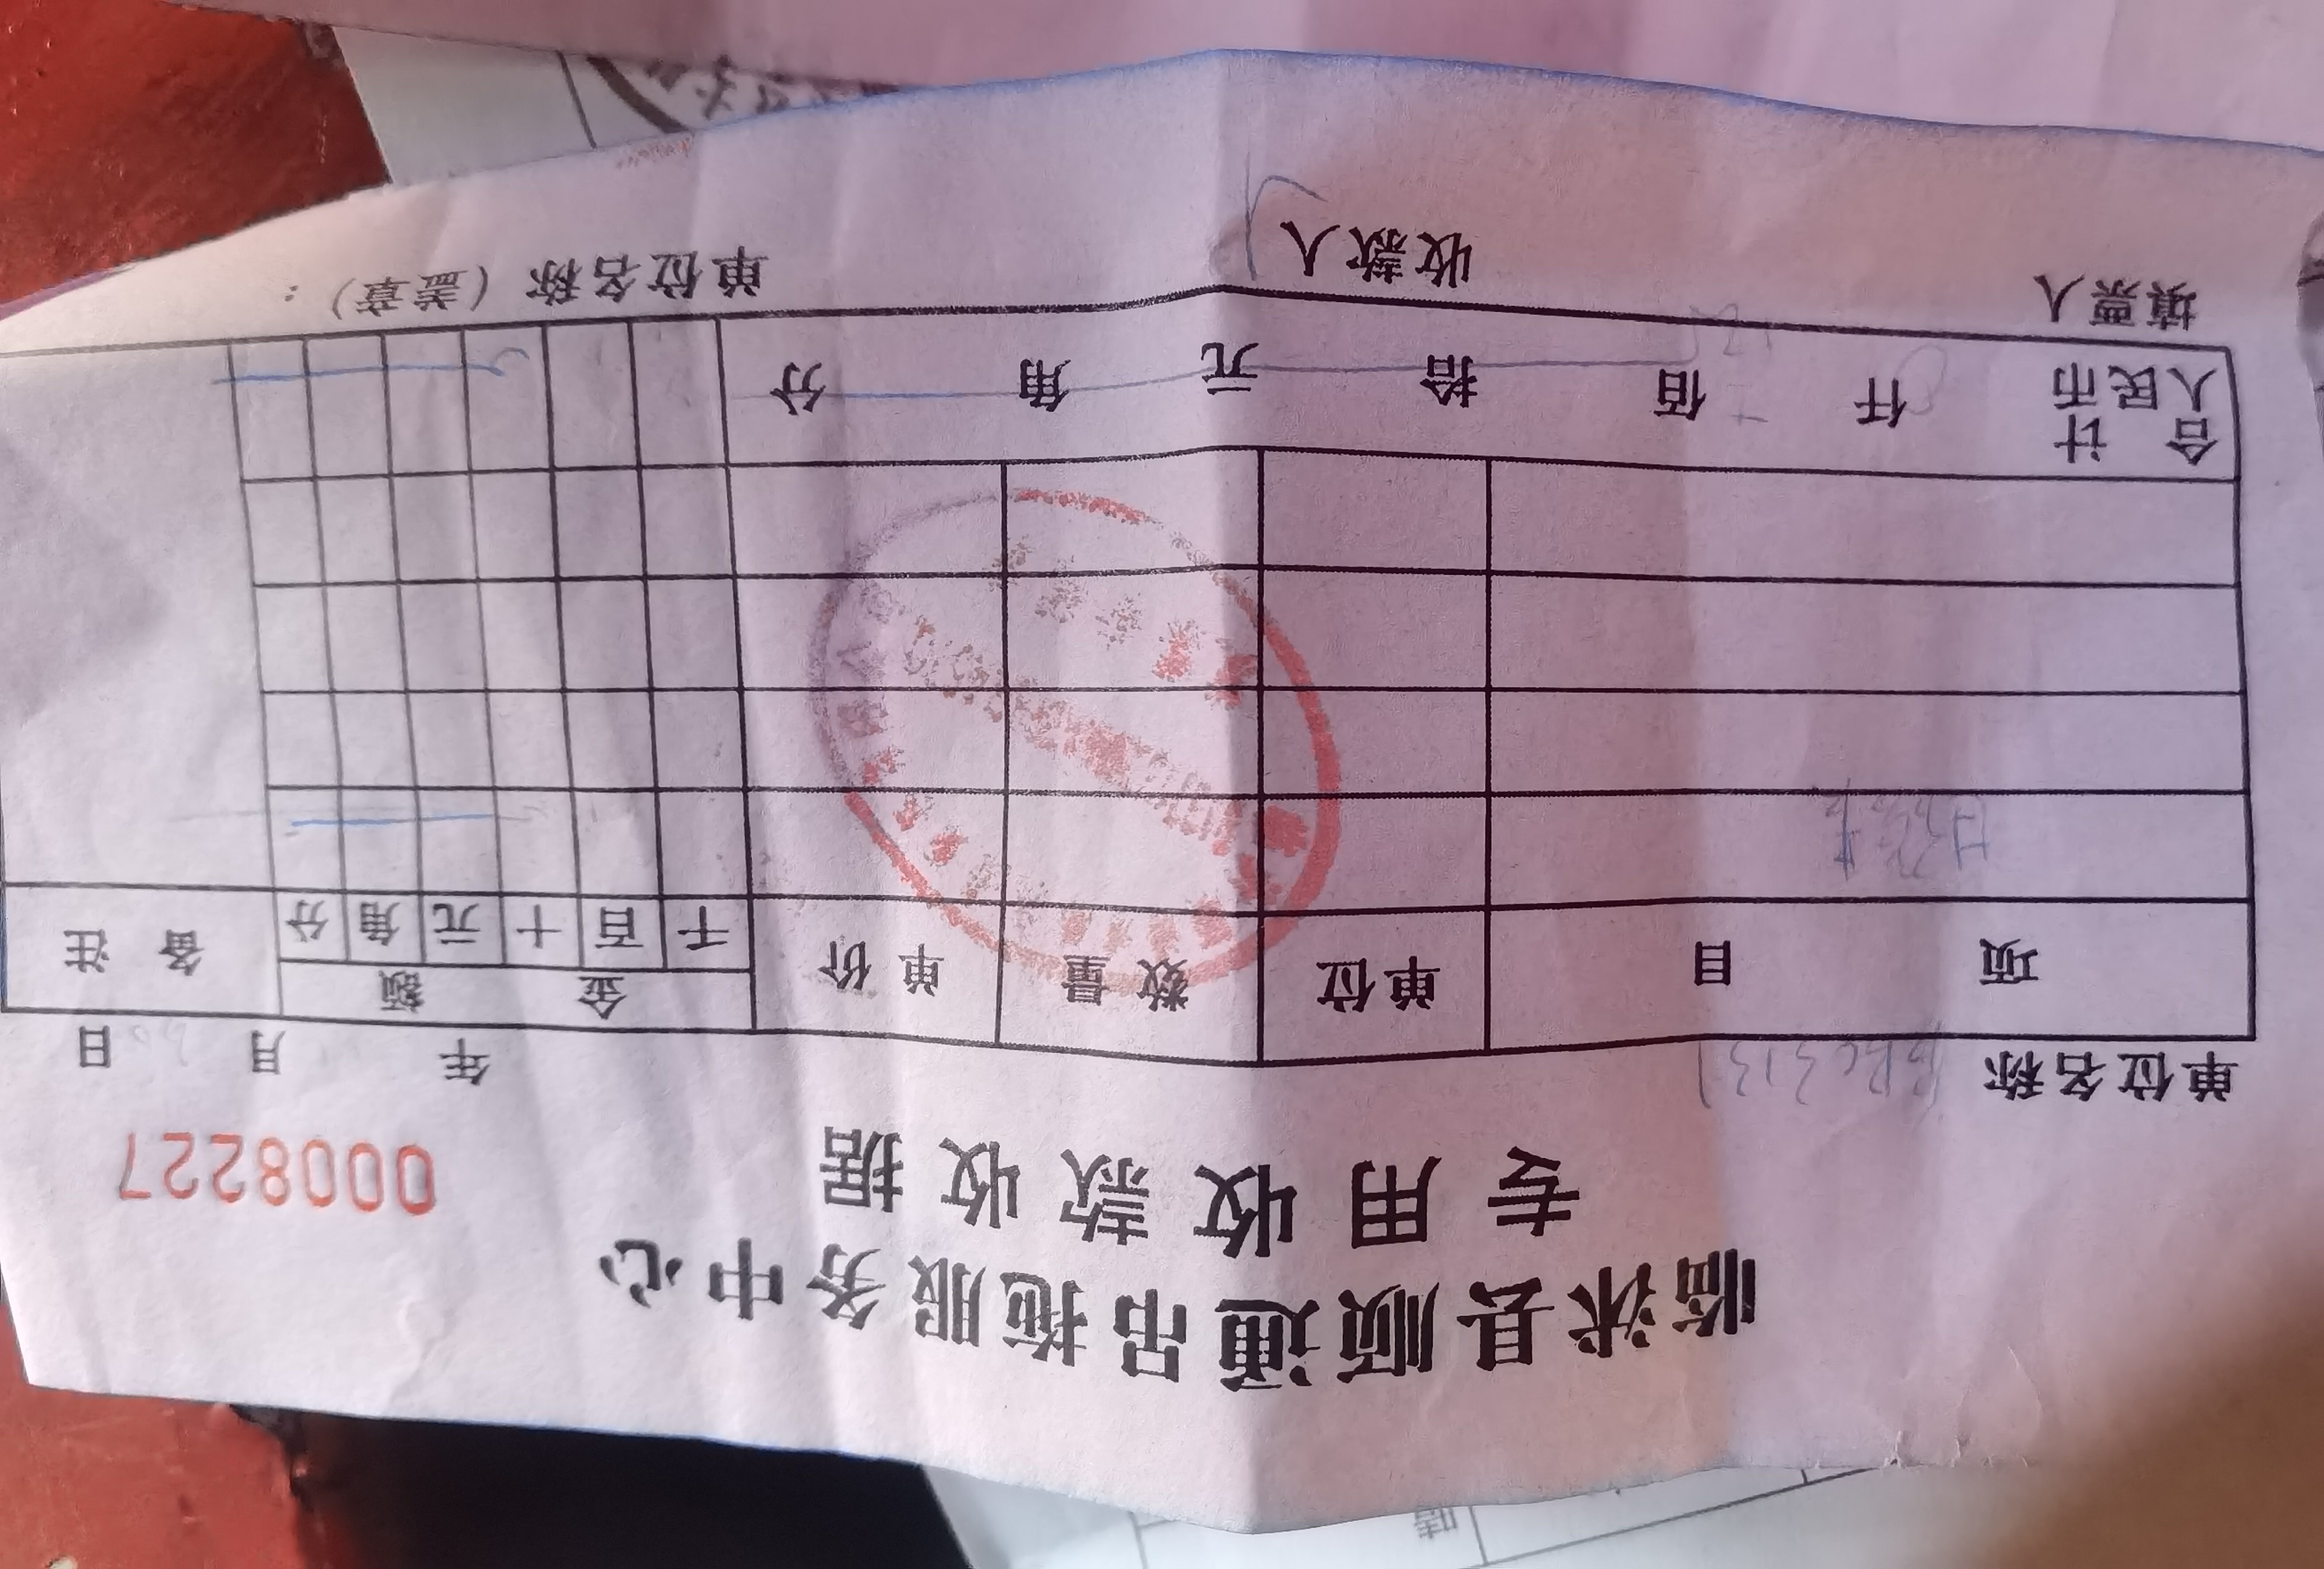 临沭县顺通吊拖服务中心
专用收款收据
0008227
单位名称 年 月 日
项目 单位 数量 单价 金额 备注
千 百 十 元 角 分
拖车
合计
人民币 仟 佰 拾 元 角 分
填票人 收款人 单位名称（盖章）：